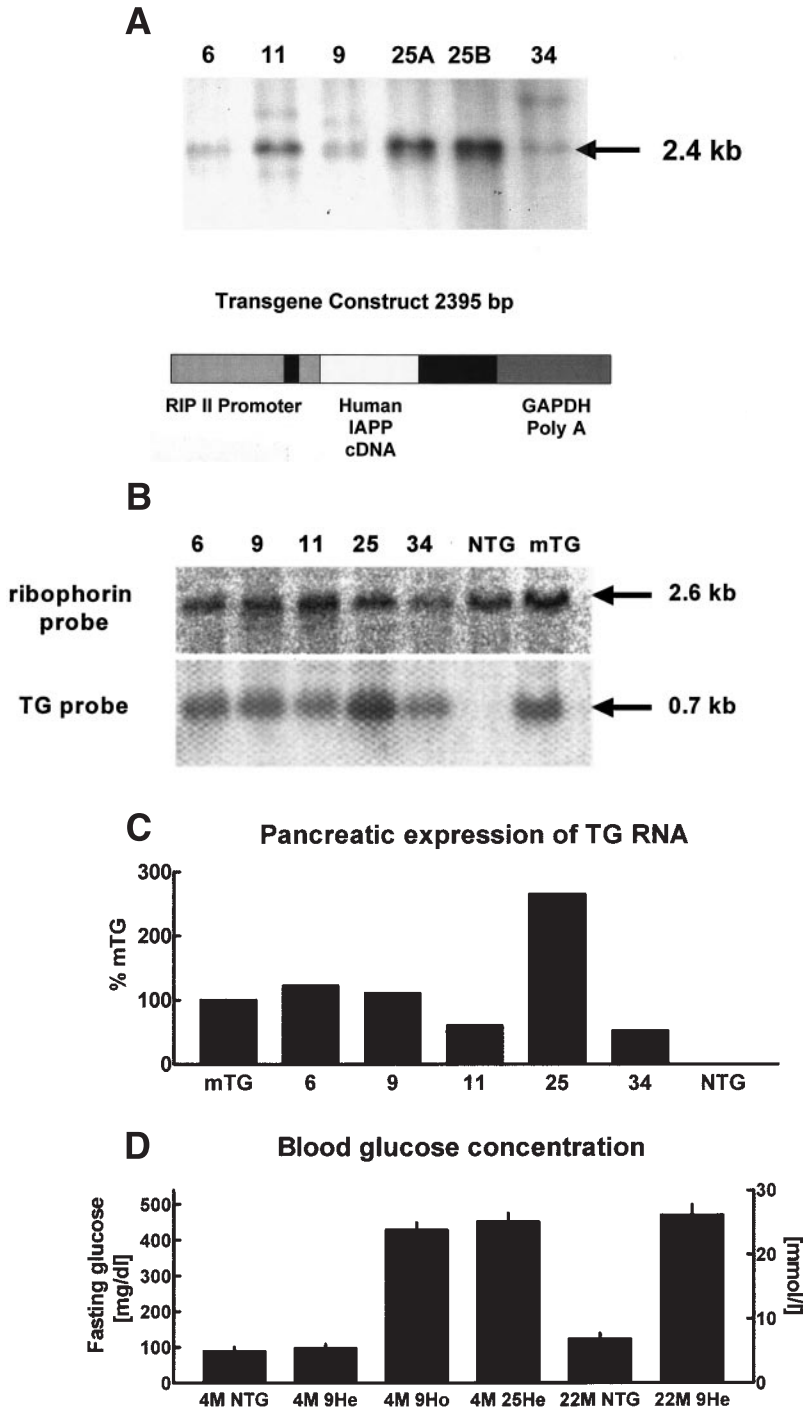 A
6 11 9 25A 25B 34
2.4 kb
Transgene Construct 2395 bp
RIP II Promoter Human IAPP cDNA GAPDH Poly A
B
6 9 11 25 34 NTG mTG
ribophorin probe 2.6 kb
TG probe 0.7 kb
C
Pancreatic expression of TG RNA
% mTG
300
200
100
0
mTG 6 9 11 25 34 NTG
D
Blood glucose concentration
Fasting glucose [mg/dl]
500
400
300
200
100
0
30
20
10
0
[mmol/l]
4M NTG 4M 9He 4M 9Ho 4M 25He 22M NTG 22M 9He